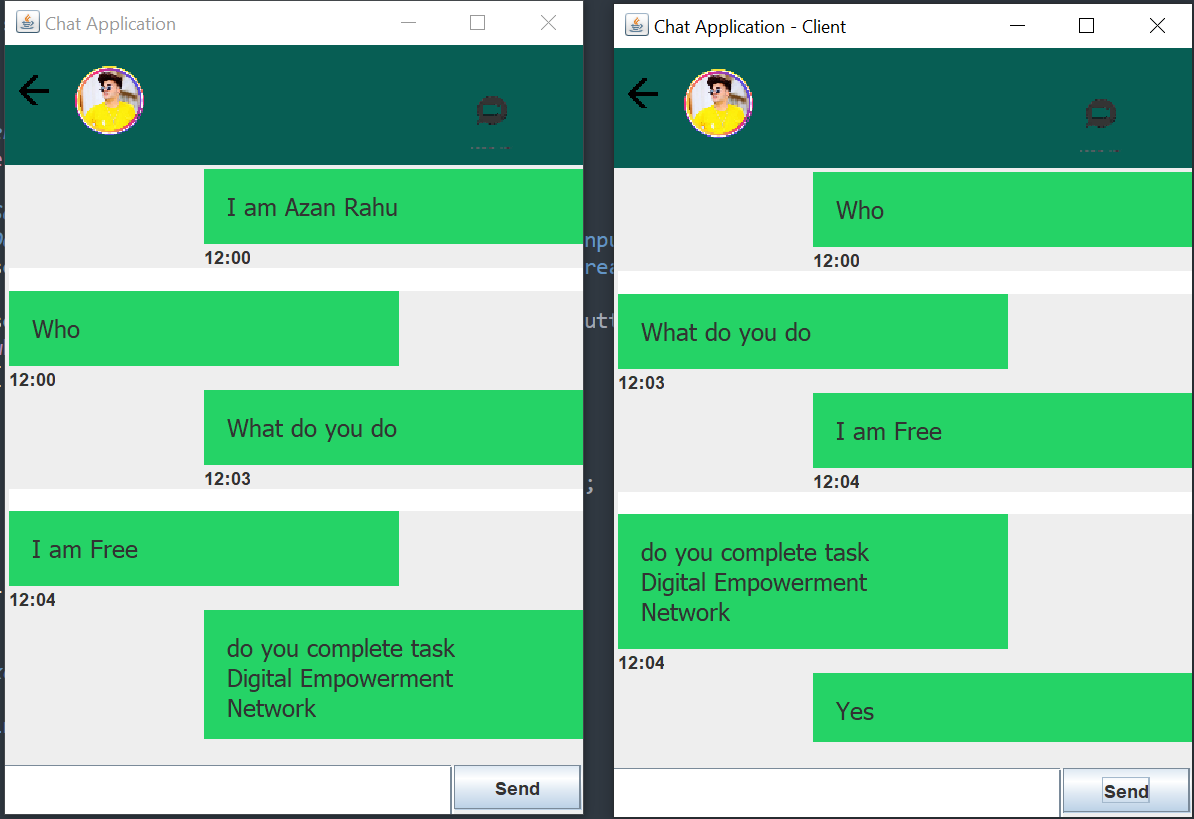 Chat Application
I am Azan Rahu
12:00
Who
12:00
What do you do
12:03
I am Free
12:04
do you complete task
Digital Empowerment
Network
Send
Chat Application - Client
Who
12:00
What do you do
12:03
I am Free
12:04
do you complete task
Digital Empowerment
Network
12:04
Yes
Send